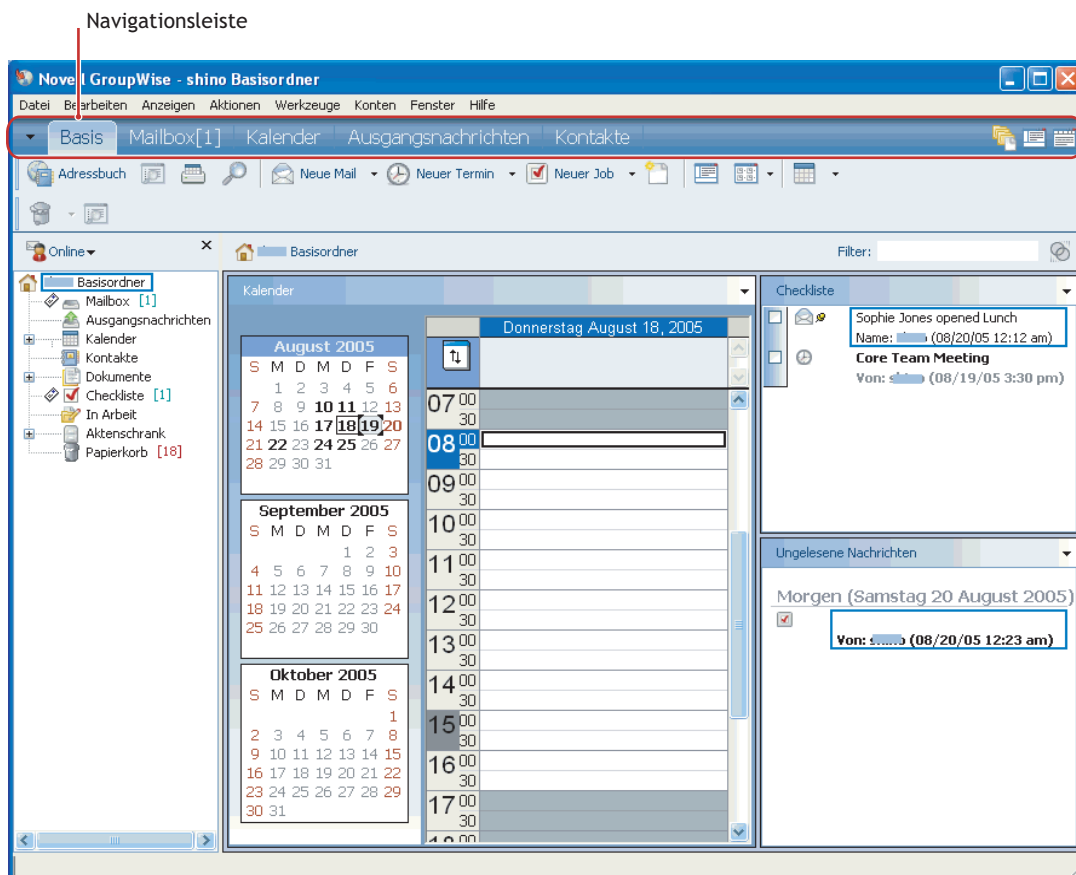 Navigationsleiste
Novell GroupWise - shino Basisordner
Datei Bearbeiten Anzeigen Aktionen Werkzeuge Konten Fenster Hilfe
Basis Mailbox[1] Kalender Ausgangsnachrichten Kontakte
Adressbuch Neue Mail Neuer Termin Neuer Job
Online
Basisordner
Filter:
Basisordner
Mailbox [1]
Ausgangsnachrichten
Kalender
Kontakte
Dokumente
Checkliste [1]
In Arbeit
Aktenschrank
Papierkorb [18]
Kalender
August 2005
S M D M D F S
1 2 3 4 5 6
7 8 9 10 11 12 13
14 15 16 17 18 19 20
21 22 23 24 25 26 27
28 29 30 31
September 2005
S M D M D F S
1 2 3
4 5 6 7 8 9 10
11 12 13 14 15 16 17
18 19 20 21 22 23 24
25 26 27 28 29 30
Oktober 2005
S M D M D F S
1
2 3 4 5 6 7 8
9 10 11 12 13 14 15
16 17 18 19 20 21 22
23 24 25 26 27 28 29
30 31
Donnerstag August 18, 2005
07 00
30
08 00
30
09 00
30
10 00
30
11 00
30
12 00
30
13 00
30
14 00
30
15 00
30
16 00
30
17 00
30
Checkliste
Sophie Jones opened Lunch
Name: (08/20/05 12:12 am)
Core Team Meeting
Von: (08/19/05 3:30 pm)
Ungelesene Nachrichten
Morgen (Samstag 20 August 2005)
Von: (08/20/05 12:23 am)